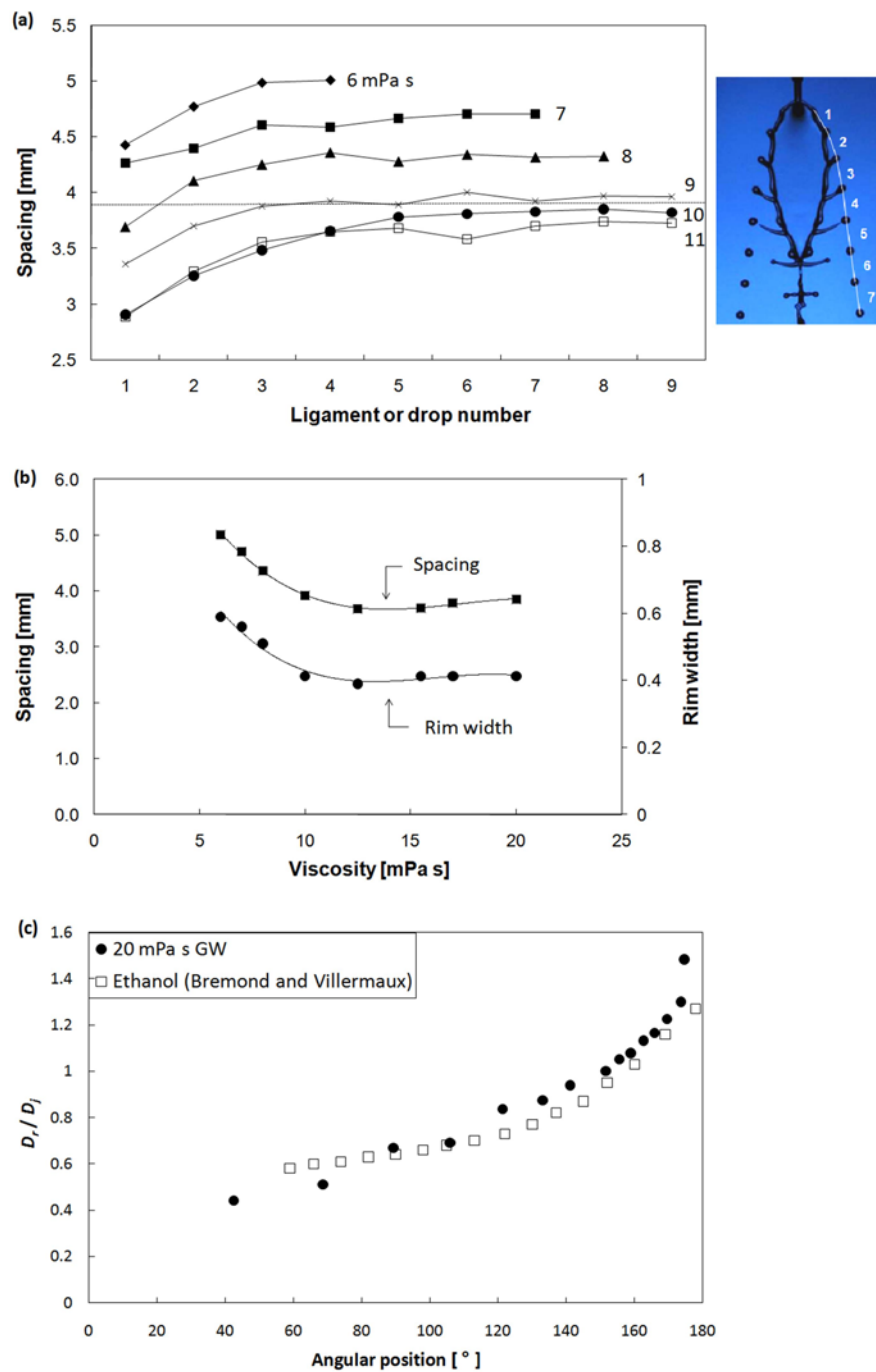 (a)
5.5
5
4.5
4
3.5
3
2.5
Spacing [mm]
6 mPa s
7
8
9
10
11
1 2 3 4 5 6 7 8 9
Ligament or drop number
1
2
3
4
5
6
7
(b)
6.0
5.0
4.0
3.0
2.0
1.0
0.0
Spacing [mm]
Spacing
Rim width
1
0.8
0.6
0.4
0.2
0
Rim width [mm]
0 5 10 15 20 25
Viscosity [mPa s]
(c)
1.6
1.4
1.2
1
0.8
0.6
0.4
0.2
0
D_r / D_j
20 mPa s GW
Ethanol (Bremond and Villermaux)
0 20 40 60 80 100 120 140 160 180
Angular position [ ° ]